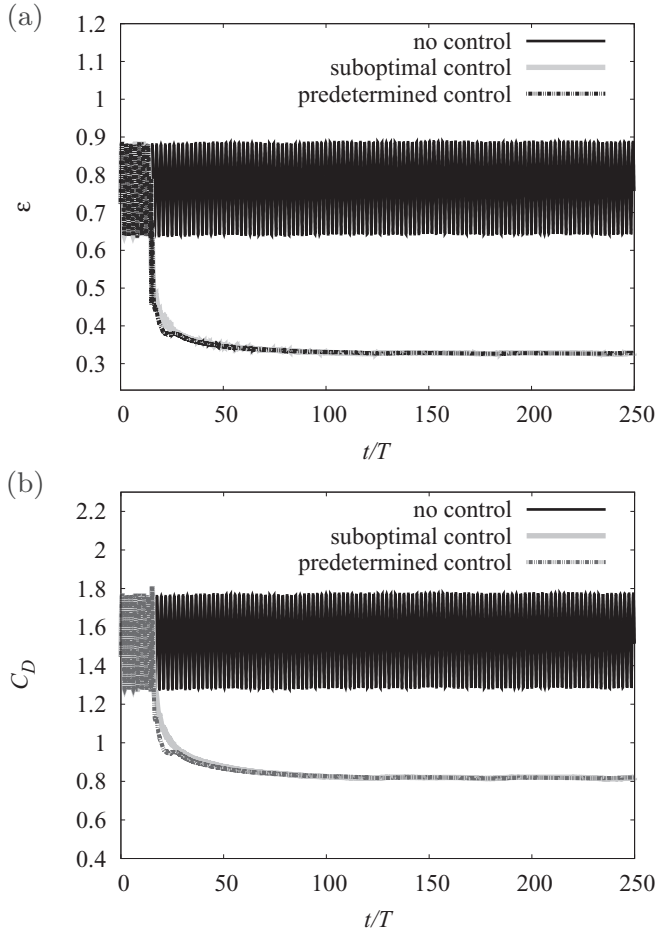 (a)
1.2
no control
suboptimal control
1.1
predetermined control
1
0.9
0.8
ε
0.7
0.6
0.5
0.4
0.3
0 50 100 150 200 250
t/T
(b)
2.2
no control
suboptimal control
2
predetermined control
1.8
1.6
C_D
1.4
1.2
1
0.8
0.6
0.4
0 50 100 150 200 250
t/T